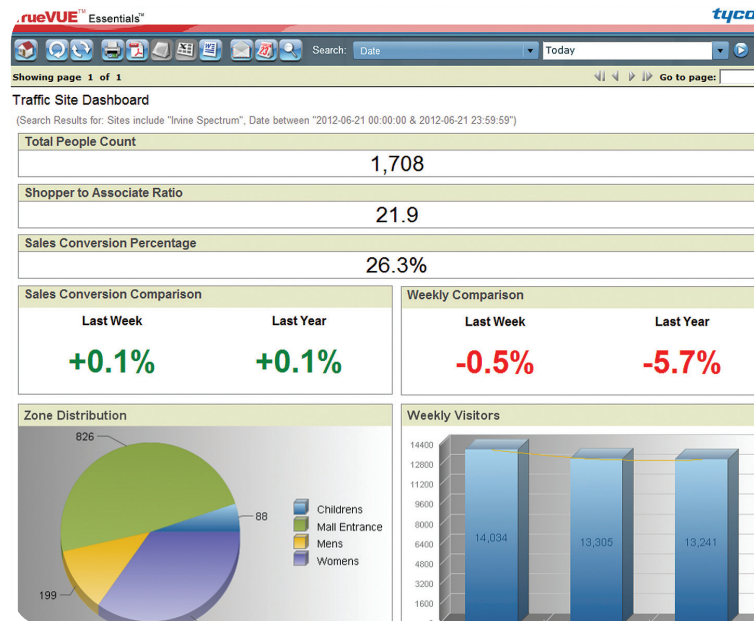 .rueVUE™ Essentials™
tyco
Search: Date Today
Showing page 1 of 1
Go to page:
Traffic Site Dashboard
(Search Results for: Sites include "Irvine Spectrum", Date between "2012-06-21 00:00:00 & 2012-06-21 23:59:59")
Total People Count
1,708
Shopper to Associate Ratio
21.9
Sales Conversion Percentage
26.3%
Sales Conversion Comparison
Last Week Last Year
+0.1% +0.1%
Weekly Comparison
Last Week Last Year
-0.5% -5.7%
Zone Distribution
826
88
199
Childrens
Mall Entrance
Mens
Womens
Weekly Visitors
14400
12800
11200
9600
8000
6400
4800
3200
1600
14,034 13,305 13,241